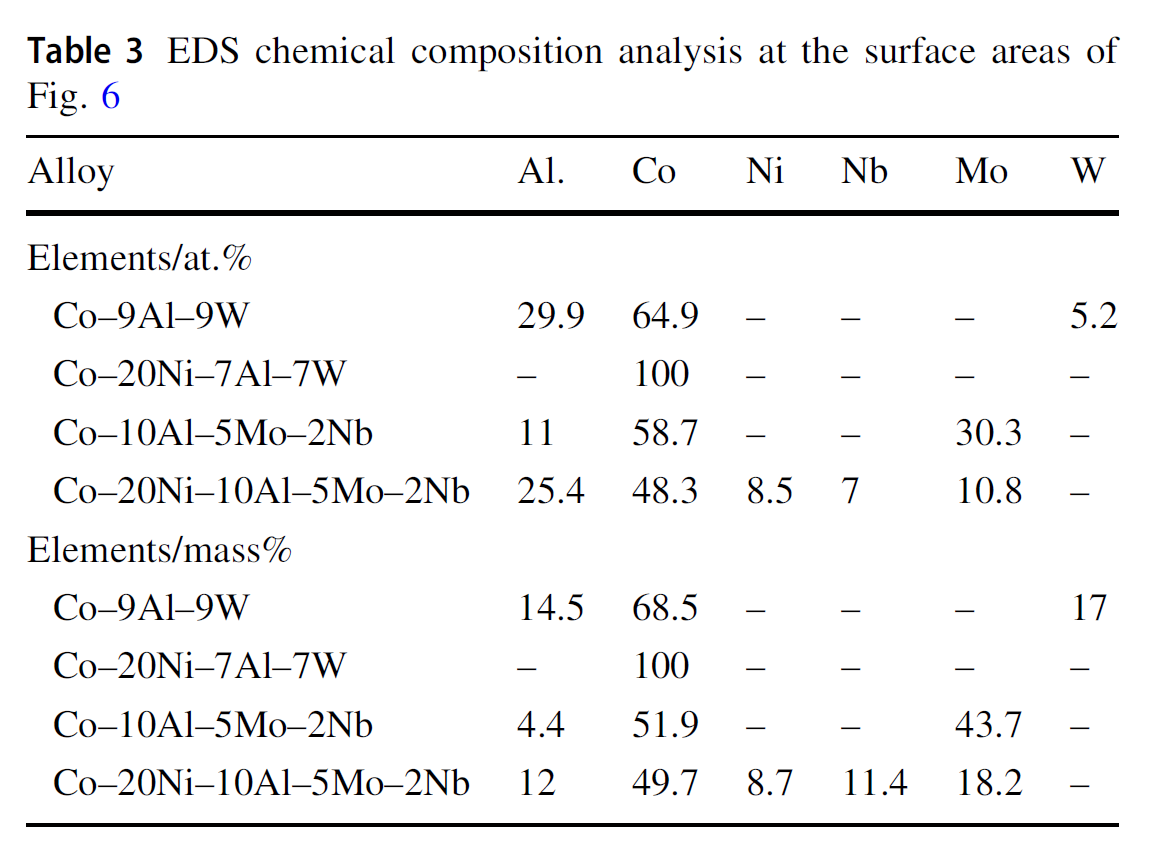 Table 3 EDS chemical composition analysis at the surface areas of
Fig. 6
Alloy Al. Co Ni Nb Mo W
Elements/at.%
Co–9Al–9W 29.9 64.9 – – – 5.2
Co–20Ni–7Al–7W – 100 – – – –
Co–10Al–5Mo–2Nb 11 58.7 – – 30.3 –
Co–20Ni–10Al–5Mo–2Nb 25.4 48.3 8.5 7 10.8 –
Elements/mass%
Co–9Al–9W 14.5 68.5 – – – 17
Co–20Ni–7Al–7W – 100 – – – –
Co–10Al–5Mo–2Nb 4.4 51.9 – – 43.7 –
Co–20Ni–10Al–5Mo–2Nb 12 49.7 8.7 11.4 18.2 –